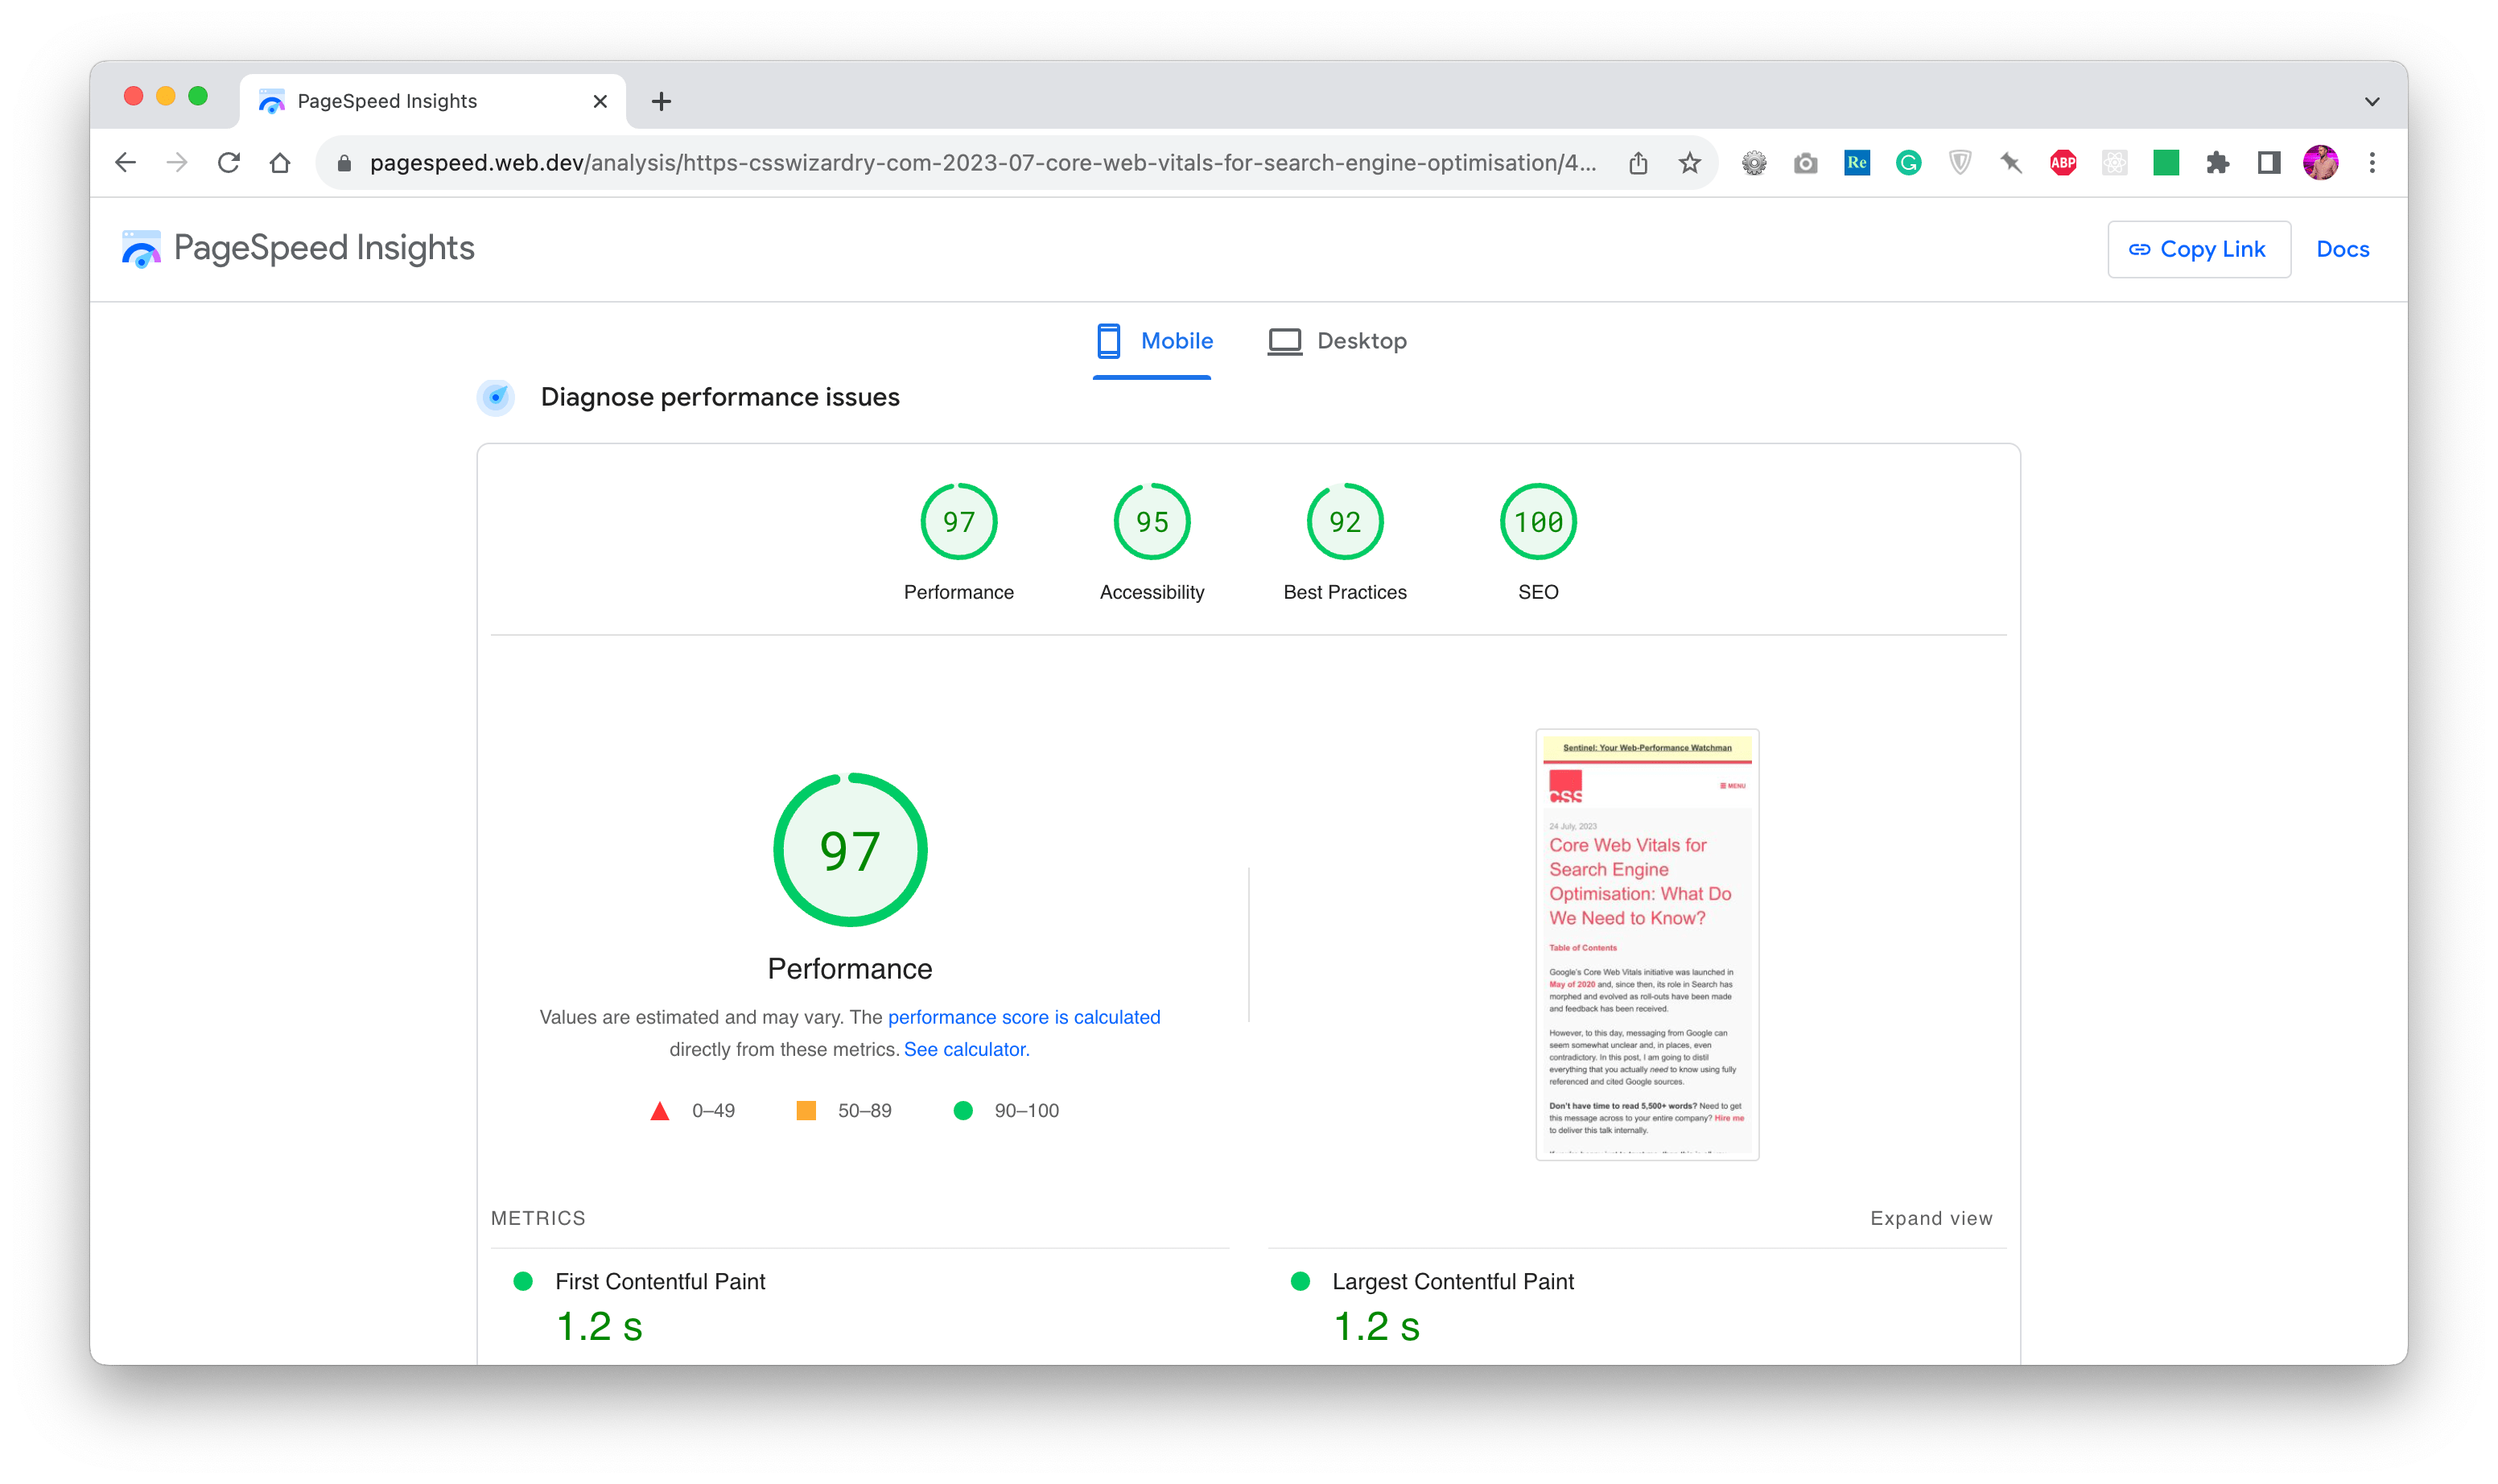 PageSpeed Insights
pagespeed.web.dev/analysis/https-csswizardry-com-2023-07-core-web-vitals-for-search-engine-optimisation/4...
Re
G
ABP
PageSpeed Insights
Copy Link
Docs
Mobile
Desktop
Diagnose performance issues
97
95
92
100
Performance
Accessibility
Best Practices
SEO
97
Performance
Values are estimated and may vary. The performance score is calculated
directly from these metrics. See calculator.
0–49
50–89
90–100
Sentinel: Your Web-Performance Watchman
CSS
MENU
24 July, 2023
Core Web Vitals for
Search Engine
Optimisation: What Do
We Need to Know?
Table of Contents
Google's Core Web Vitals initiative was launched in
May of 2020 and, since then, its role in Search has
morphed and evolved as roll-outs have been made
and feedback has been received.
However, to this day, messaging from Google can
seem somewhat unclear and, in places, even
contradictory. In this post, I am going to distil
everything that you actually need to know using fully
referenced and cited Google sources.
Don't have time to read 5,500+ words? Need to get
this message across to your entire company? Hire me
to deliver this talk internally.
METRICS
Expand view
First Contentful Paint
1.2 s
Largest Contentful Paint
1.2 s